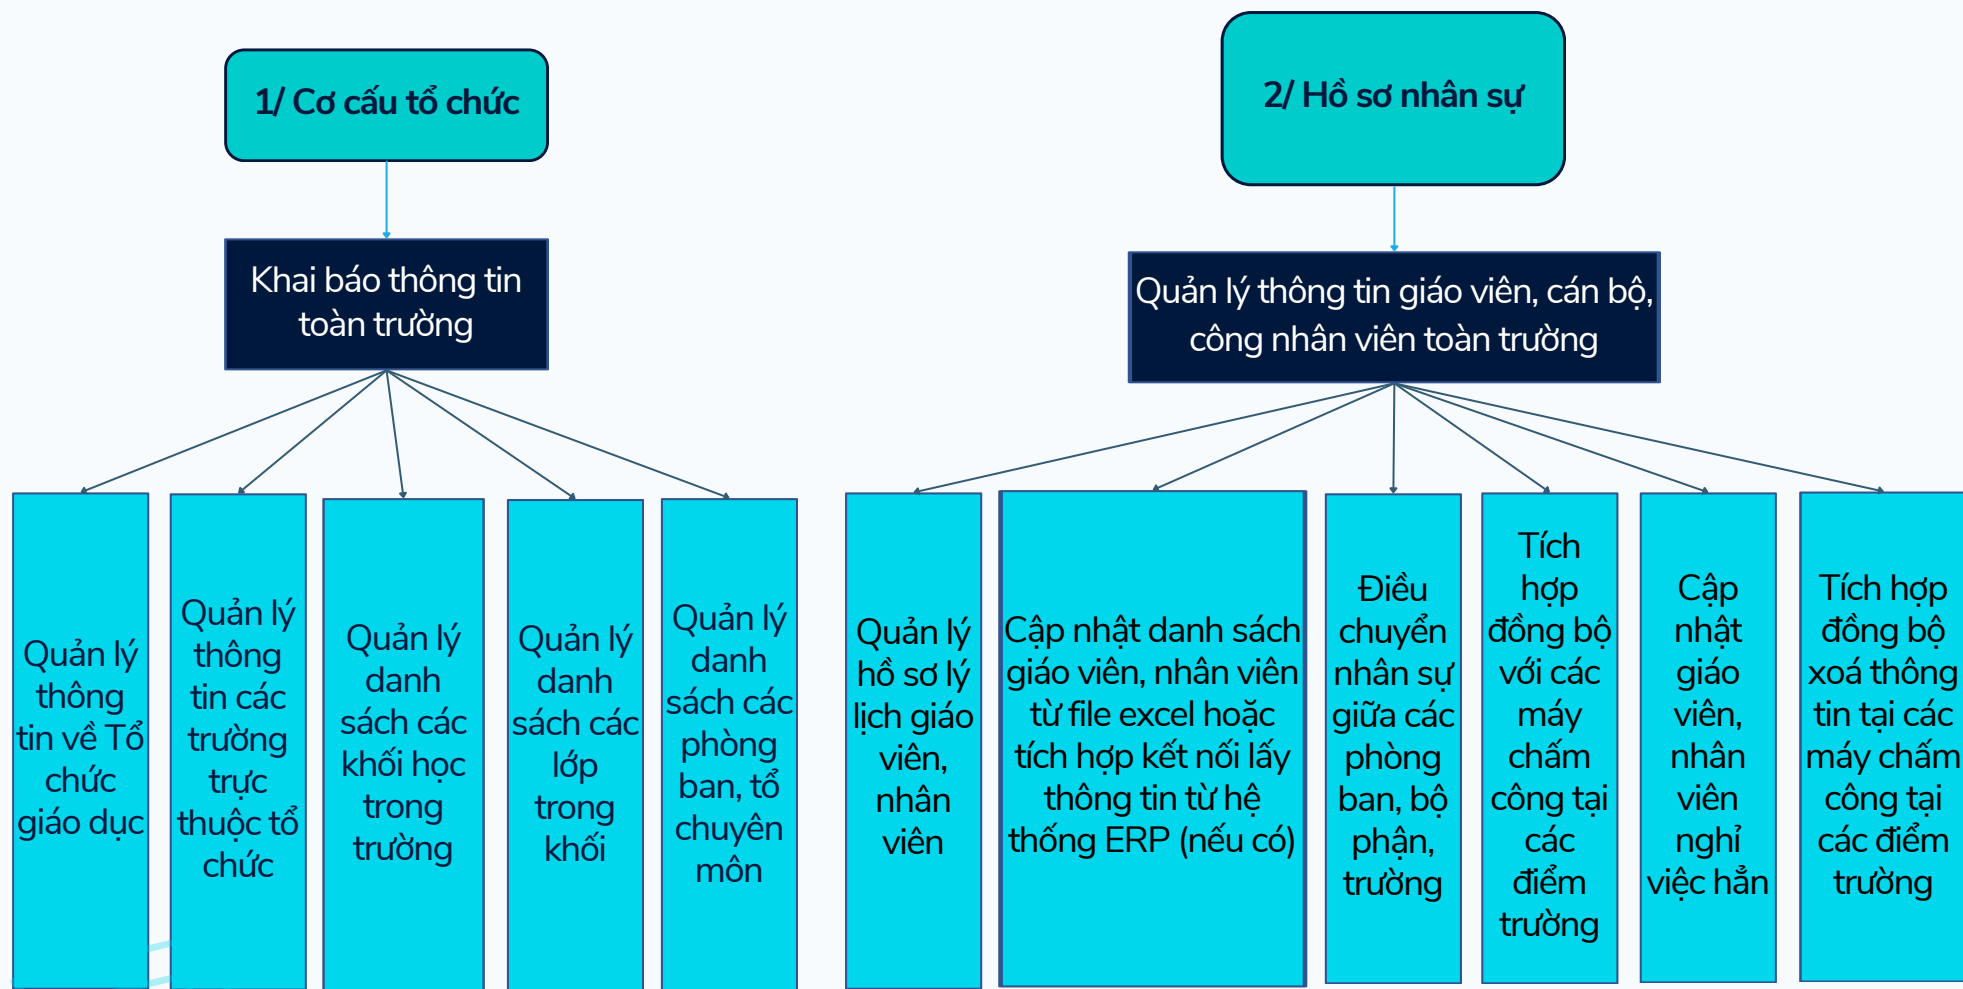 1/ Cơ cấu tổ chức
Khai báo thông tin
toàn trường
Quản lý
thông
tin về Tổ
chức
giáo dục
Quản lý
thông
tin các
trường
trực
thuộc tổ
chức
Quản lý
danh
sách các
khối học
trong
trường
Quản lý
danh
sách các
lớp
trong
khối
Quản lý
danh
sách các
phòng
ban, tổ
chuyên
môn
2/ Hồ sơ nhân sự
Quản lý thông tin giáo viên, cán bộ,
công nhân viên toàn trường
Quản lý
hồ sơ lý
lịch giáo
viên,
nhân
viên
Cập nhật danh sách
giáo viên, nhân viên
từ file excel hoặc
tích hợp kết nối lấy
thông tin từ hệ
thống ERP (nếu có)
Điều
chuyển
nhân sự
giữa các
phòng
ban, bộ
phận,
trường
Tích
hợp
đồng bộ
với các
máy
chấm
công tại
các
điểm
trường
Cập
nhật
giáo
viên,
nhân
viên
nghỉ
việc hẳn
Tích hợp
đồng bộ
xoá thông
tin tại các
máy chấm
công tại
các điểm
trường